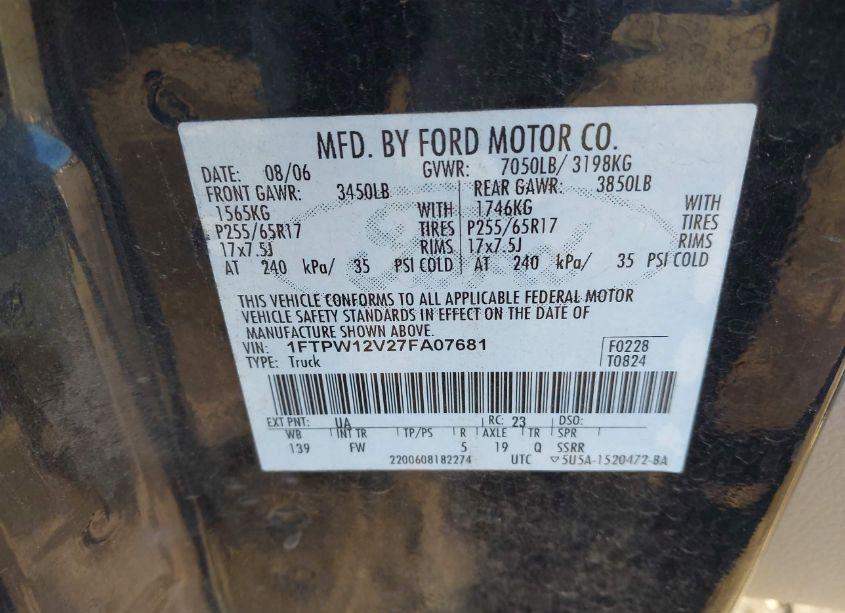 MFD. BY FORD MOTOR CO.
DATE: 08/06 GVWR: 7050LB/ 3198KG
FRONT GAWR: 3450LB REAR GAWR: 3850LB
1565KG WITH 1746KG WITH
P255/65R17 TIRES P255/65R17 TIRES
17x7.5J RIMS 17x7.5J RIMS
AT 240 kPa/ 35 PSI COLD AT 240 kPa/ 35 PSI COLD
THIS VEHICLE CONFORMS TO ALL APPLICABLE FEDERAL MOTOR
VEHICLE SAFETY STANDARDS IN EFFECT ON THE DATE OF
MANUFACTURE SHOWN ABOVE.
VIN: 1FTPW12V27FA07681 F0228
TYPE: Truck T0824
EXT PNT: UA RC: 23 DSO:
WB INT TR TP/PS R AXLE TR SPR
139 FW 5 19 Q SSRR
2200608182274 UTC ▽5U5A-1520472-BA